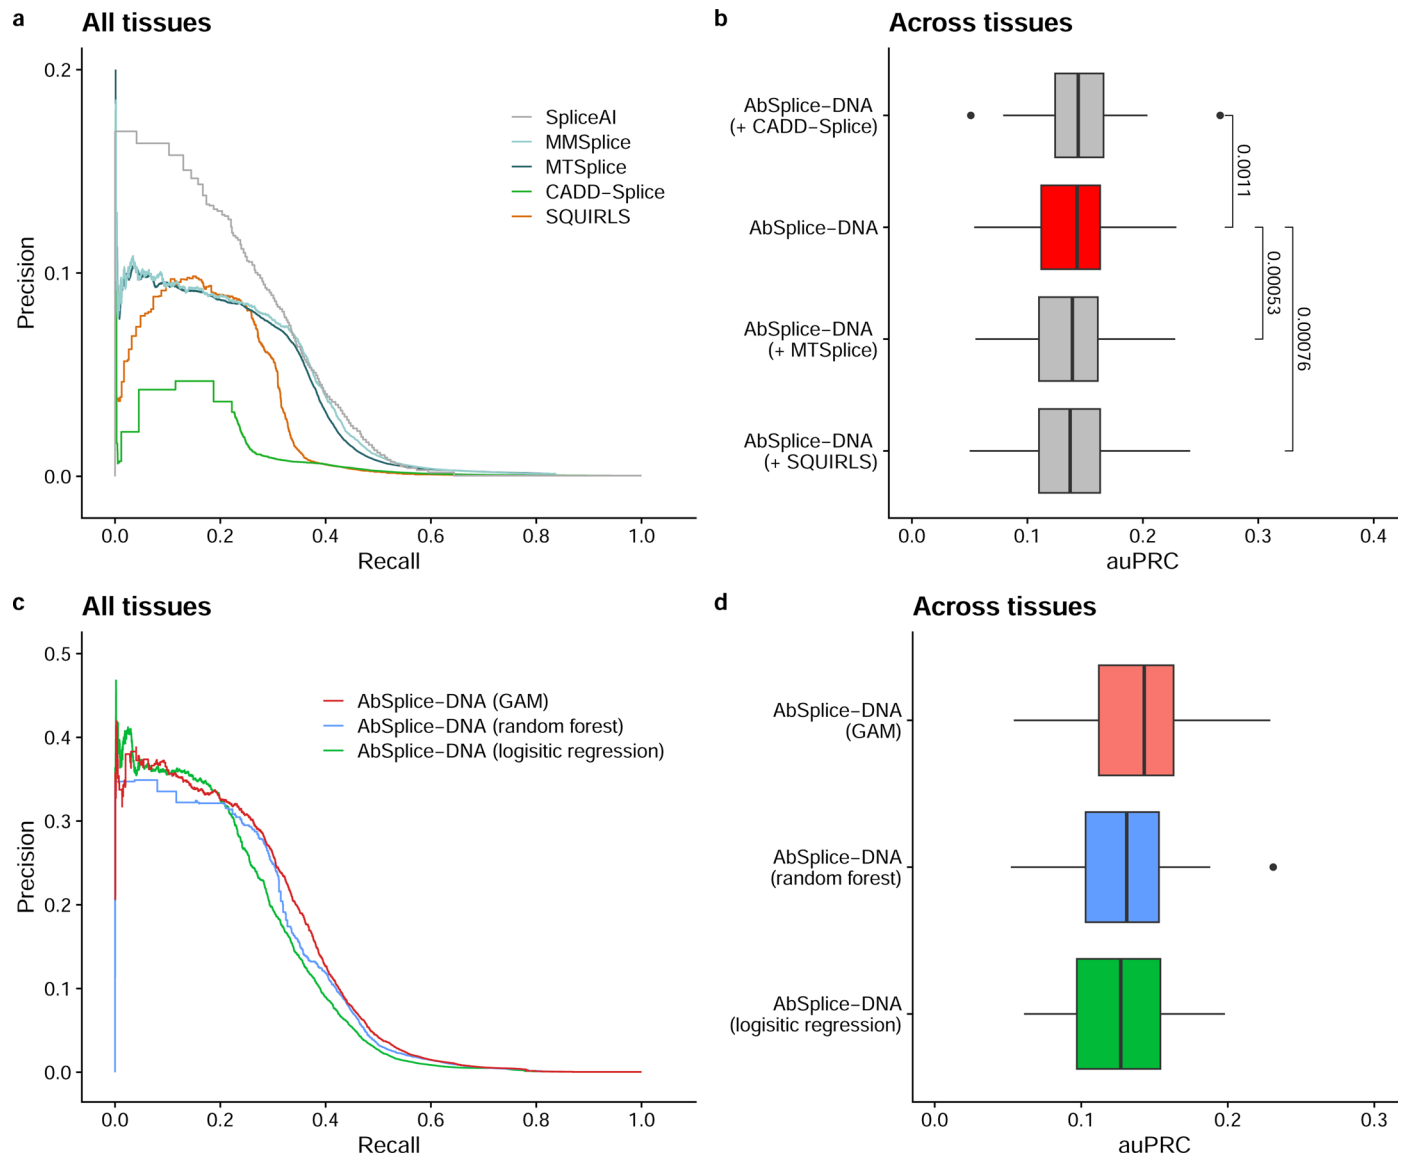 a
All tissues
0.2
0.1
0.0
Precision
0.0
0.2
0.4
0.6
0.8
1.0
Recall
SpliceAI
MMSplice
MTSplice
CADD−Splice
SQUIRLS
b
Across tissues
AbSplice−DNA
(+ CADD−Splice)
AbSplice−DNA
AbSplice−DNA
(+ MTSplice)
AbSplice−DNA
(+ SQUIRLS)
0.0011
0.00053
0.00076
0.0
0.1
0.2
0.3
0.4
auPRC
c
All tissues
0.5
0.4
0.3
0.2
0.1
0.0
Precision
0.0
0.2
0.4
0.6
0.8
1.0
Recall
AbSplice−DNA (GAM)
AbSplice−DNA (random forest)
AbSplice−DNA (logisitic regression)
d
Across tissues
AbSplice−DNA
(GAM)
AbSplice−DNA
(random forest)
AbSplice−DNA
(logisitic regression)
0.0
0.1
0.2
0.3
auPRC